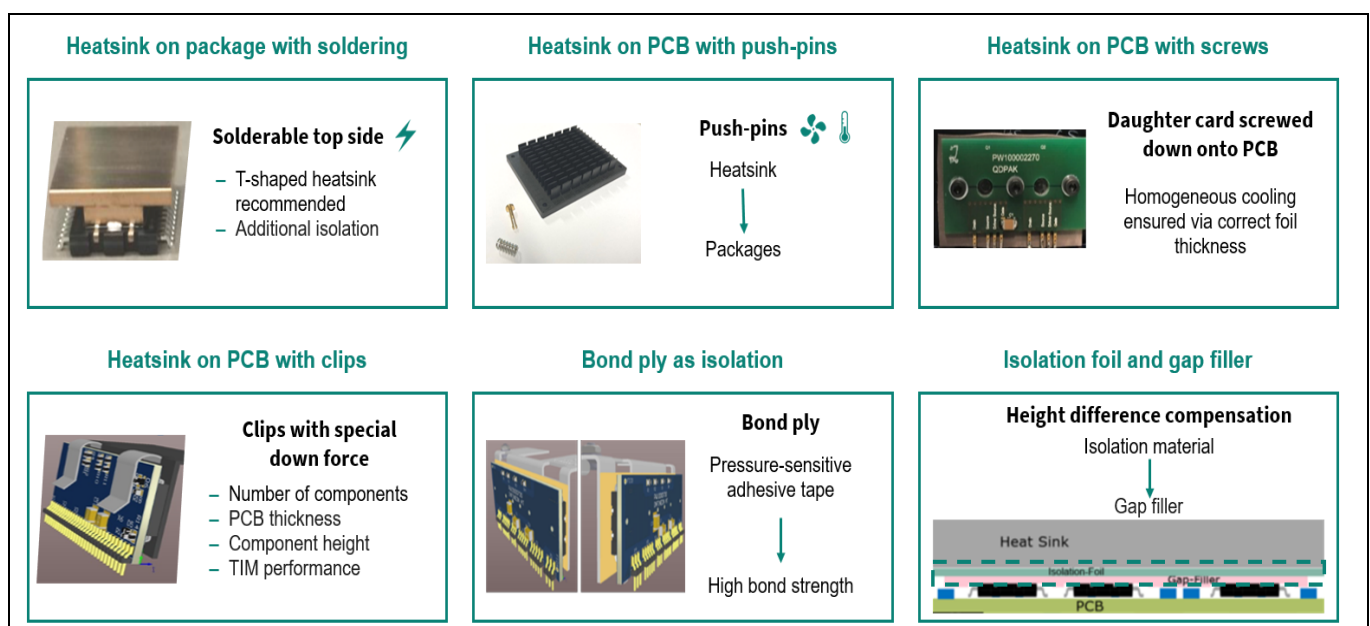 Heatsink on package with soldering
Solderable top side
– T-shaped heatsink
recommended
– Additional isolation
Heatsink on PCB with push-pins
Push-pins
Heatsink
Packages
Heatsink on PCB with screws
PW100002270
QDPAK
Daughter card screwed
down onto PCB
Homogeneous cooling
ensured via correct foil
thickness
Heatsink on PCB with clips
Clips with special
down force
– Number of components
– PCB thickness
– Component height
– TIM performance
Bond ply as isolation
Bond ply
Pressure-sensitive
adhesive tape
High bond strength
Isolation foil and gap filler
Height difference compensation
Isolation material
Gap filler
Heat Sink
Isolation-Foil
Gap-Filler
PCB